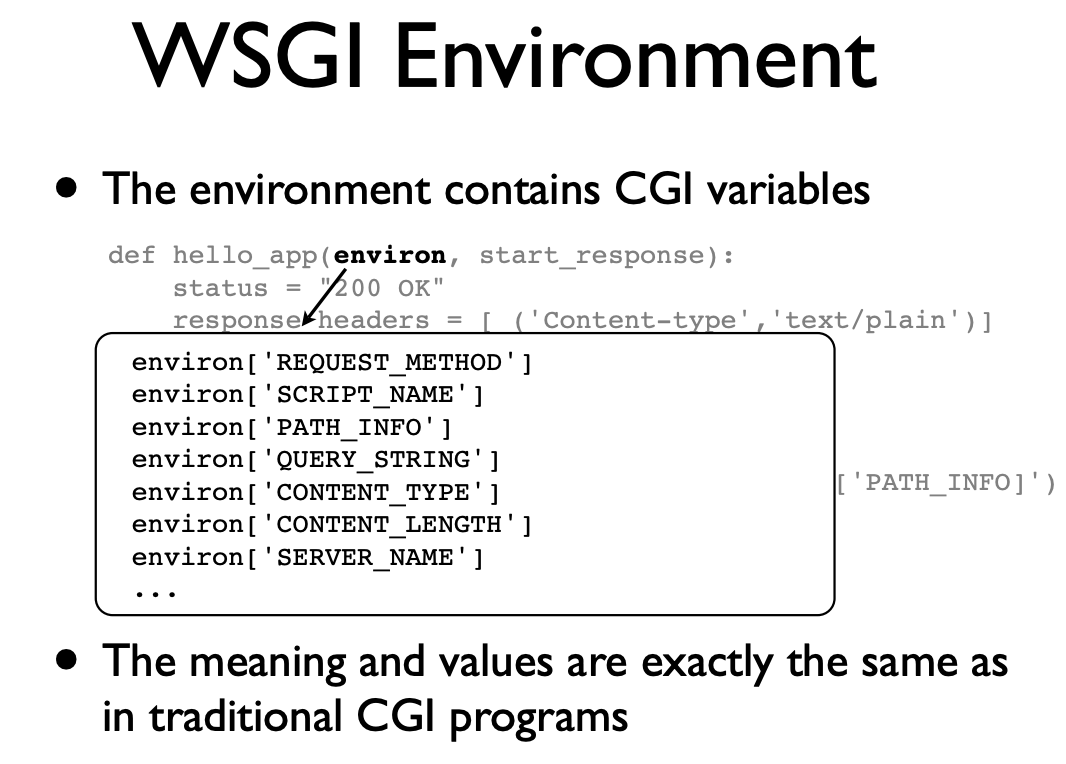 WSGI Environment
• The environment contains CGI variables
def hello_app(environ, start_response):
    status = "200 OK"
    response_headers = [ ('Content-type','text/plain')]
environ['REQUEST_METHOD']
environ['SCRIPT_NAME']
environ['PATH_INFO']
environ['QUERY_STRING']
['PATH_INFO]')
environ['CONTENT_TYPE']
environ['CONTENT_LENGTH']
environ['SERVER_NAME']
...
• The meaning and values are exactly the same as
in traditional CGI programs